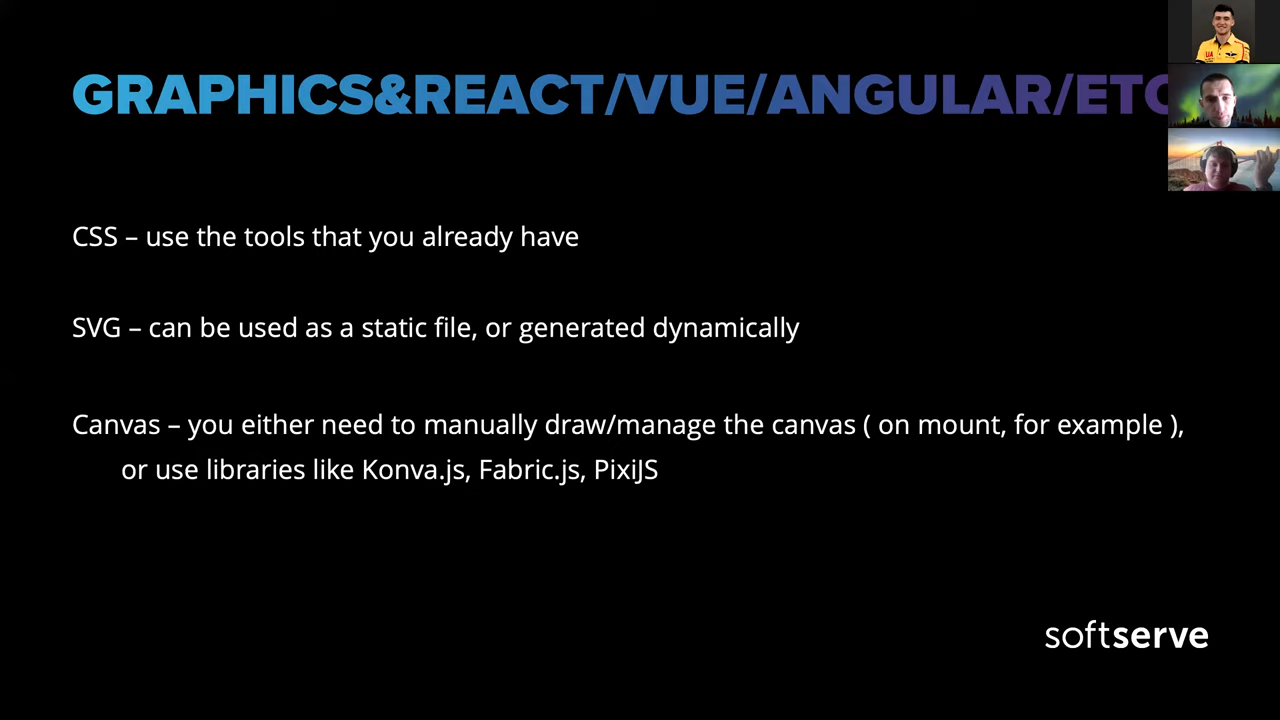 GRAPHICS&REACT/VUE/ANGULAR/ETC
UA
CSS – use the tools that you already have
SVG – can be used as a static file, or generated dynamically
Canvas – you either need to manually draw/manage the canvas ( on mount, for example ),
or use libraries like Konva.js, Fabric.js, PixiJS
softserve